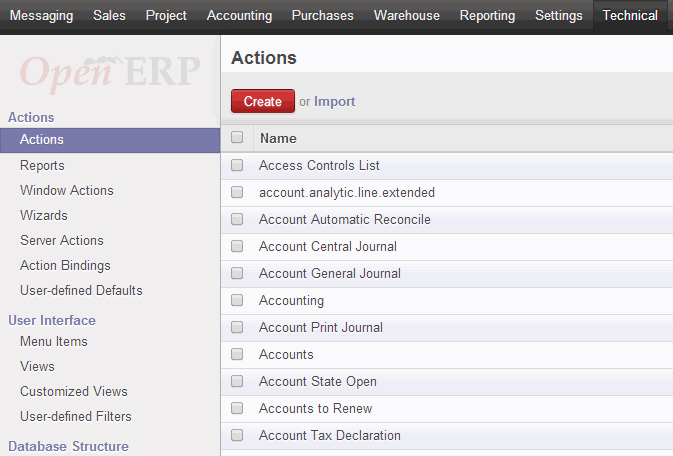 Messaging Sales Project Accounting Purchases Warehouse Reporting Settings Technical
Open ERP
Actions
Actions
Reports
Window Actions
Wizards
Server Actions
Action Bindings
User-defined Defaults
User Interface
Menu Items
Views
Customized Views
User-defined Filters
Database Structure
Actions
Create or Import
Name
Access Controls List
account.analytic.line.extended
Account Automatic Reconcile
Account Central Journal
Account General Journal
Accounting
Account Print Journal
Accounts
Account State Open
Accounts to Renew
Account Tax Declaration